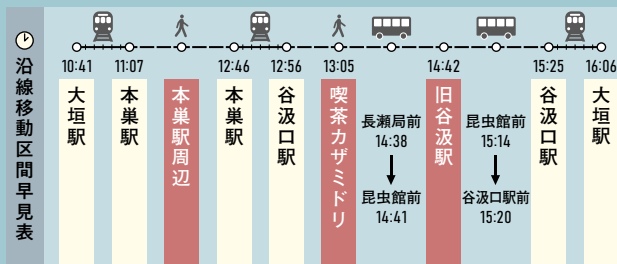 沿線移動区間早見表
10:41
大垣駅
11:07
本巣駅
本巣駅周辺
12:46
本巣駅
12:56
谷汲口駅
13:05
喫茶カザミドリ
長瀬局前
14:38
昆虫館前
14:41
14:42
旧谷汲駅
昆虫館前
15:14
谷汲口駅前
15:20
15:25
谷汲口駅
16:06
大垣駅